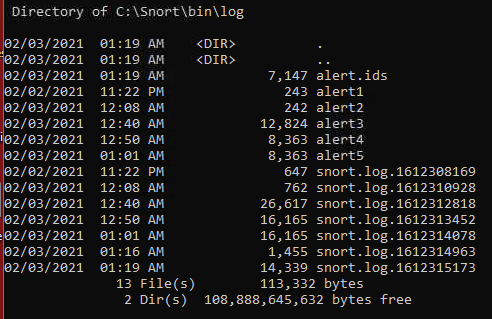 Directory of C:\Snort\bin\log
02/03/2021 01:19 AM <DIR> .
02/03/2021 01:19 AM <DIR> ..
02/03/2021 01:19 AM 7,147 alert.ids
02/02/2021 11:22 PM 243 alert1
02/03/2021 12:08 AM 242 alert2
02/03/2021 12:40 AM 12,824 alert3
02/03/2021 12:50 AM 8,363 alert4
02/03/2021 01:01 AM 8,363 alert5
02/02/2021 11:22 PM 647 snort.log.1612308169
02/03/2021 12:08 AM 762 snort.log.1612310928
02/03/2021 12:40 AM 26,617 snort.log.1612312818
02/03/2021 12:50 AM 16,165 snort.log.1612313452
02/03/2021 01:01 AM 16,165 snort.log.1612314078
02/03/2021 01:16 AM 1,455 snort.log.1612314963
02/03/2021 01:19 AM 14,339 snort.log.1612315173
13 File(s) 113,332 bytes
2 Dir(s) 108,888,645,632 bytes free